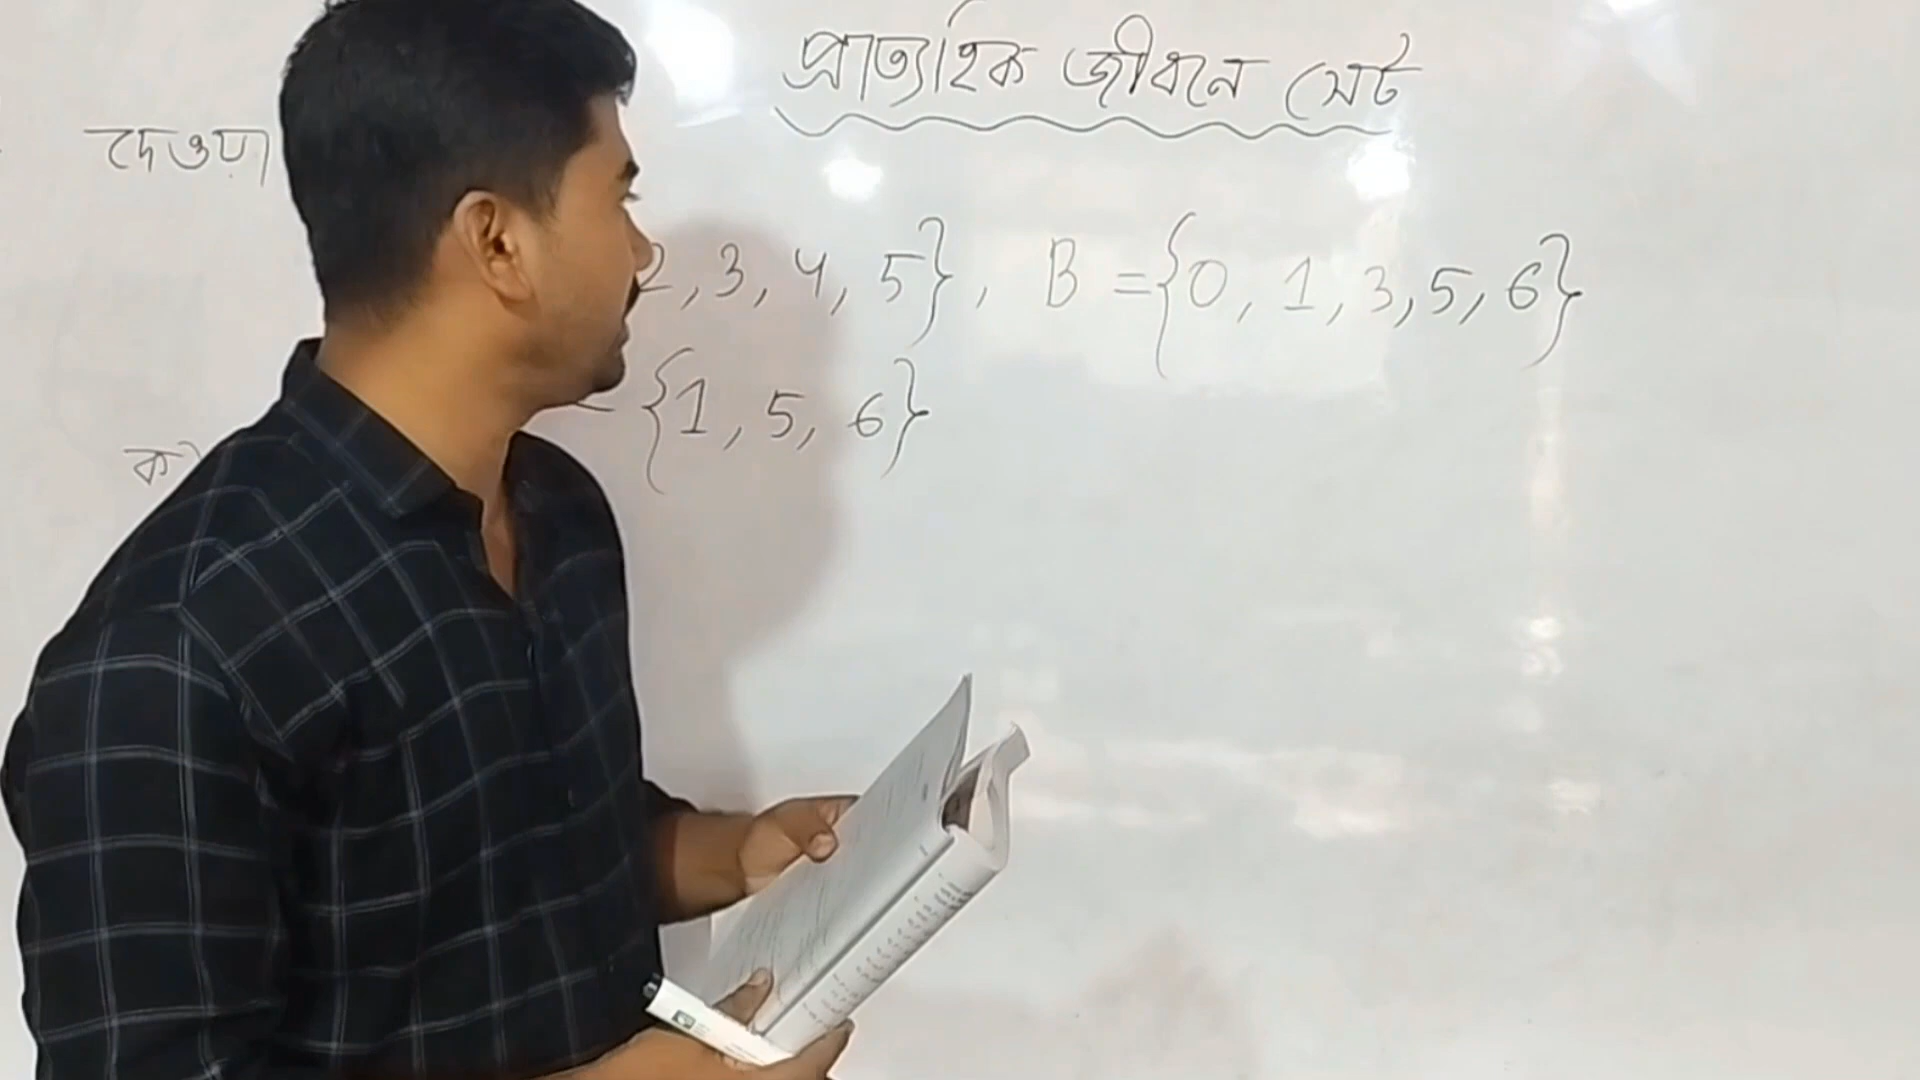 প্রাত্যহিক জীবনে সেট
দেওয়া
2, 3, 4, 5}, B = {0, 1, 3, 5, 6}
= {1, 5, 6}
ক)